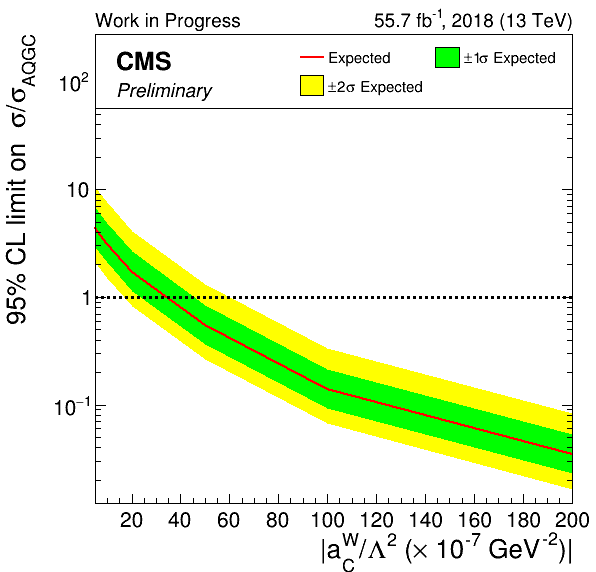 Work in Progress 55.7 fb⁻¹, 2018 (13 TeV)
CMS
Preliminary
Expected
±1σ Expected
±2σ Expected
95% CL limit on σ/σ_AQGC
10²
10
1
10⁻¹
20 40 60 80 100 120 140 160 180 200
|a_C^W/Λ² (× 10⁻⁷ GeV⁻²)|